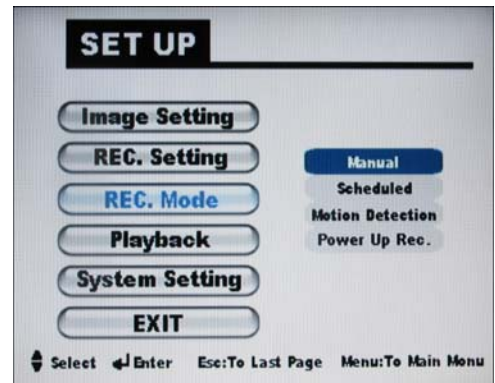 SET UP
Image Setting
REC. Setting
REC. Mode
Playback
System Setting
EXIT
Manual
Scheduled
Motion Detection
Power Up Rec.
Select Enter Esc:To Last Page Menu:To Main Monu